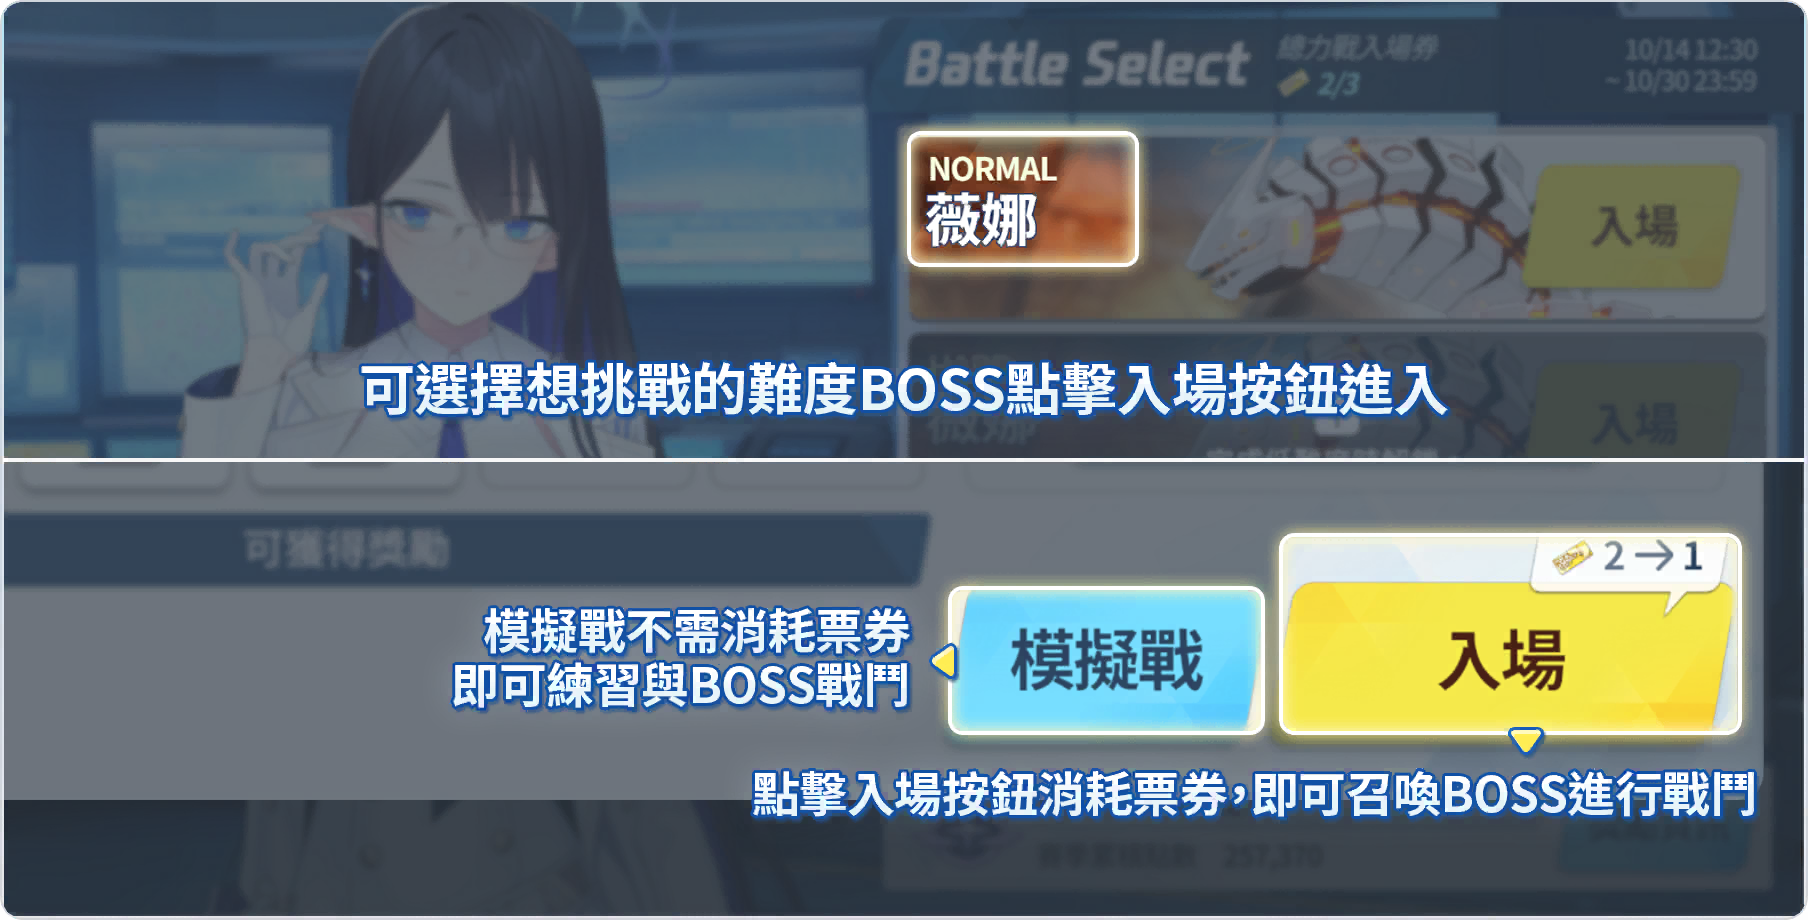 Battle Select
總力戰入場券
2/3
10/14 12:30
~ 10/30 23:59
NORMAL
薇娜
入場
可選擇想挑戰的難度BOSS點擊入場按鈕進入
薇娜
入場
可獲得獎勵
2→1
模擬戰不需消耗票券
即可練習與BOSS戰鬥
模擬戰
入場
點擊入場按鈕消耗票券，即可召喚BOSS進行戰鬥
257,370